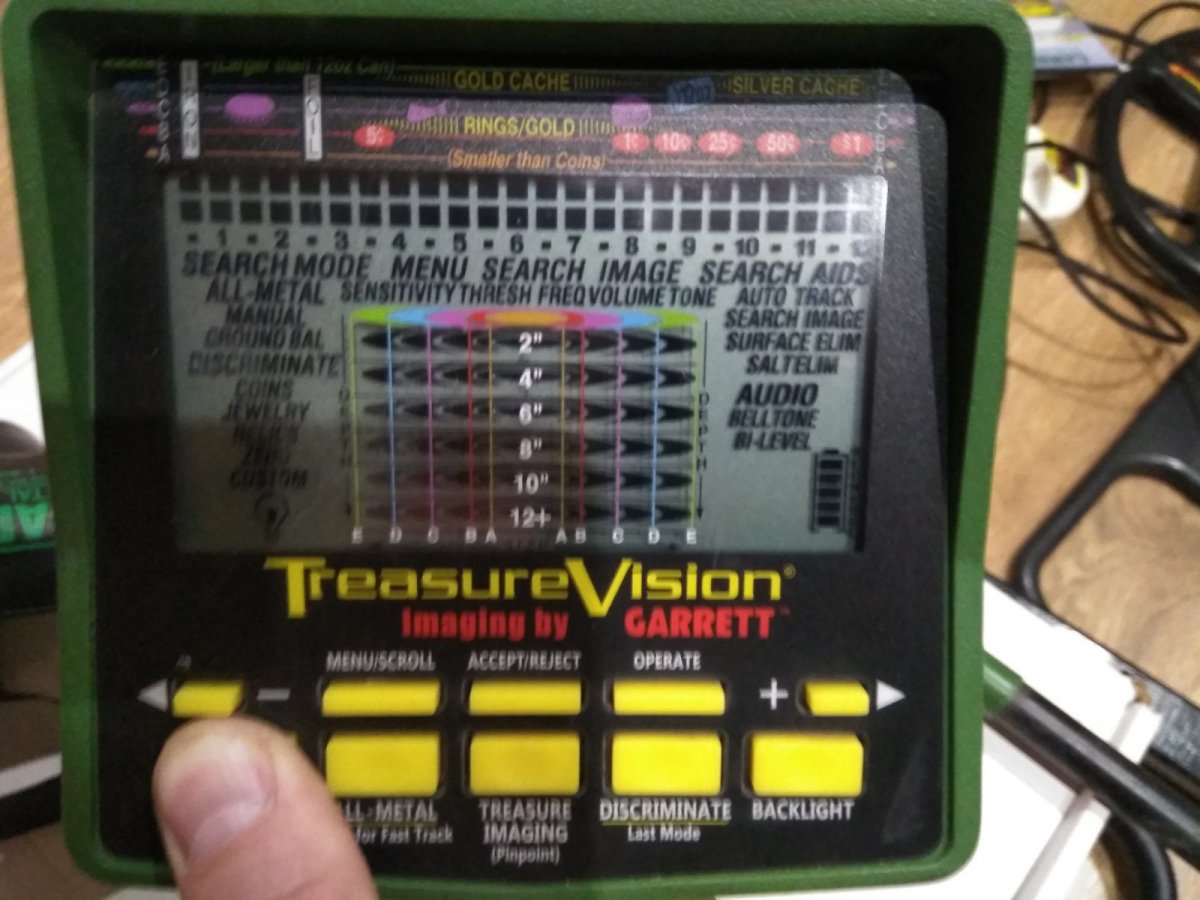 (Larger than 12oz Can)
GOLD CACHE SILVER CACHE
RINGS/GOLD
5¢ 1¢ 10¢ 25¢ 50¢ $1
(Smaller than Coins)
1 2 3 4 5 6 7 8 9 10 11
SEARCH MODE MENU SEARCH IMAGE SEARCH AIDS
ALL-METAL SENSITIVITY THRESH FREQ VOLUME TONE AUTO TRACK
MANUAL SEARCH IMAGE
GROUND BAL 2" SURFACE ELIM
DISCRIMINATE 4" SALT ELIM
COINS AUDIO
JEWELRY 6" BELLTONE
RELICS 8" BI-LEVEL
ZERO
CUSTOM 10"
12+
DEPTH
E D C B A A B C D E
TreasureVision®
Imaging by GARRETT™
MENU/SCROLL ACCEPT/REJECT OPERATE
− +
ALL-METAL TREASURE DISCRIMINATE BACKLIGHT
for Fast Track IMAGING Last Mode
(Pinpoint)